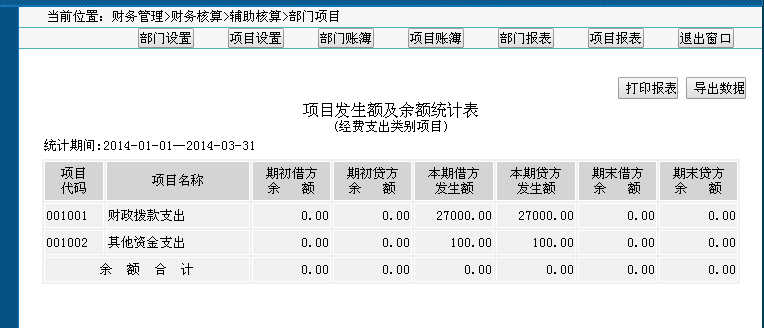 当前位置: 财务管理>财务核算>辅助核算>部门项目
部门设置 项目设置 部门账簿 项目账簿 部门报表 项目报表 退出窗口
打印报表 导出数据
项目发生额及余额统计表
(经费支出类别项目)
统计期间:2014-01-01—2014-03-31
项目代码 项目名称 期初借方余 额 期初贷方余 额 本期借方发生额 本期贷方发生额 期末借方余 额 期末贷方余 额
001001 财政拨款支出 0.00 0.00 27000.00 27000.00 0.00 0.00
001002 其他资金支出 0.00 0.00 100.00 100.00 0.00 0.00
余 额 合 计 0.00 0.00 0.00 0.00